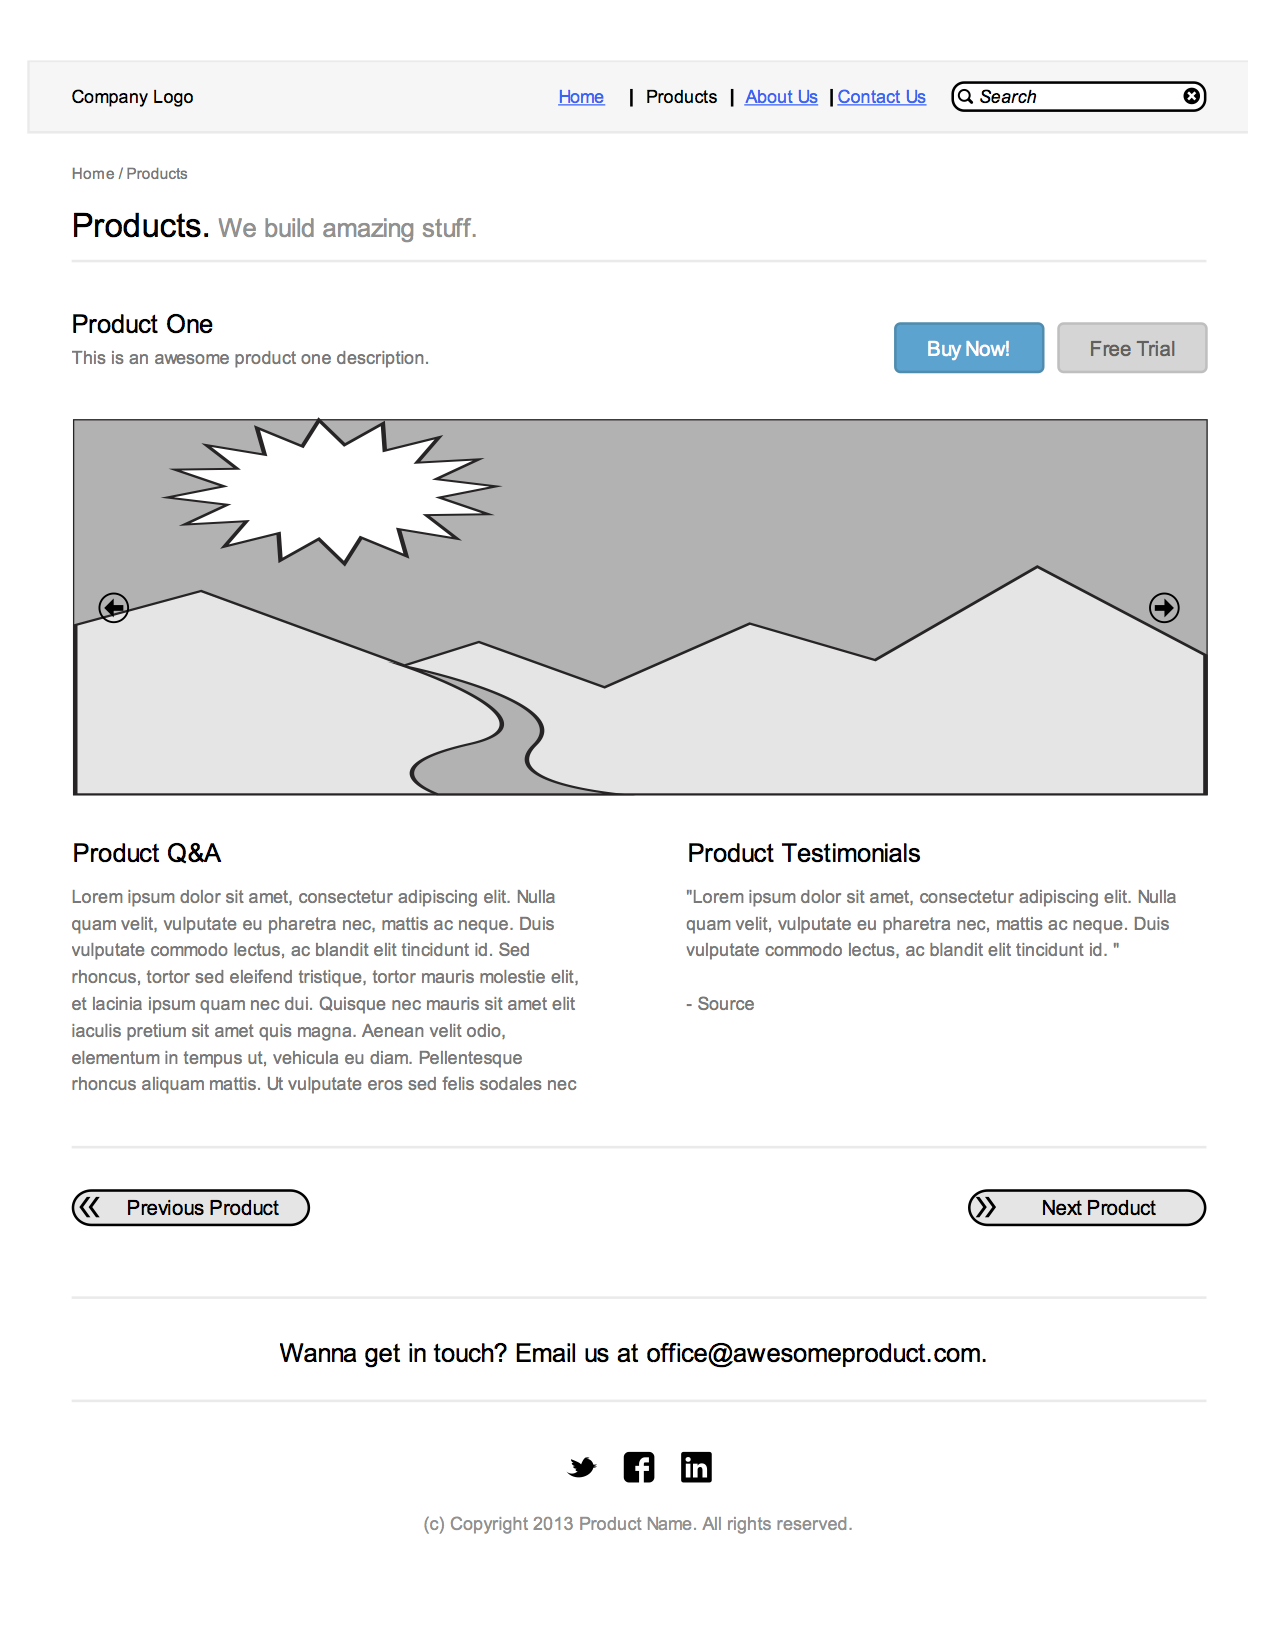 Company Logo
Home | Products | About Us | Contact Us
Search
Home / Products
Products. We build amazing stuff.
Product One
This is an awesome product one description.
Buy Now!
Free Trial
Product Q&A
Lorem ipsum dolor sit amet, consectetur adipiscing elit. Nulla
quam velit, vulputate eu pharetra nec, mattis ac neque. Duis
vulputate commodo lectus, ac blandit elit tincidunt id. Sed
rhoncus, tortor sed eleifend tristique, tortor mauris molestie elit,
et lacinia ipsum quam nec dui. Quisque nec mauris sit amet elit
iaculis pretium sit amet quis magna. Aenean velit odio,
elementum in tempus ut, vehicula eu diam. Pellentesque
rhoncus aliquam mattis. Ut vulputate eros sed felis sodales nec
Product Testimonials
"Lorem ipsum dolor sit amet, consectetur adipiscing elit. Nulla
quam velit, vulputate eu pharetra nec, mattis ac neque. Duis
vulputate commodo lectus, ac blandit elit tincidunt id. "
- Source
Previous Product
Next Product
Wanna get in touch? Email us at office@awesomeproduct.com.
(c) Copyright 2013 Product Name. All rights reserved.